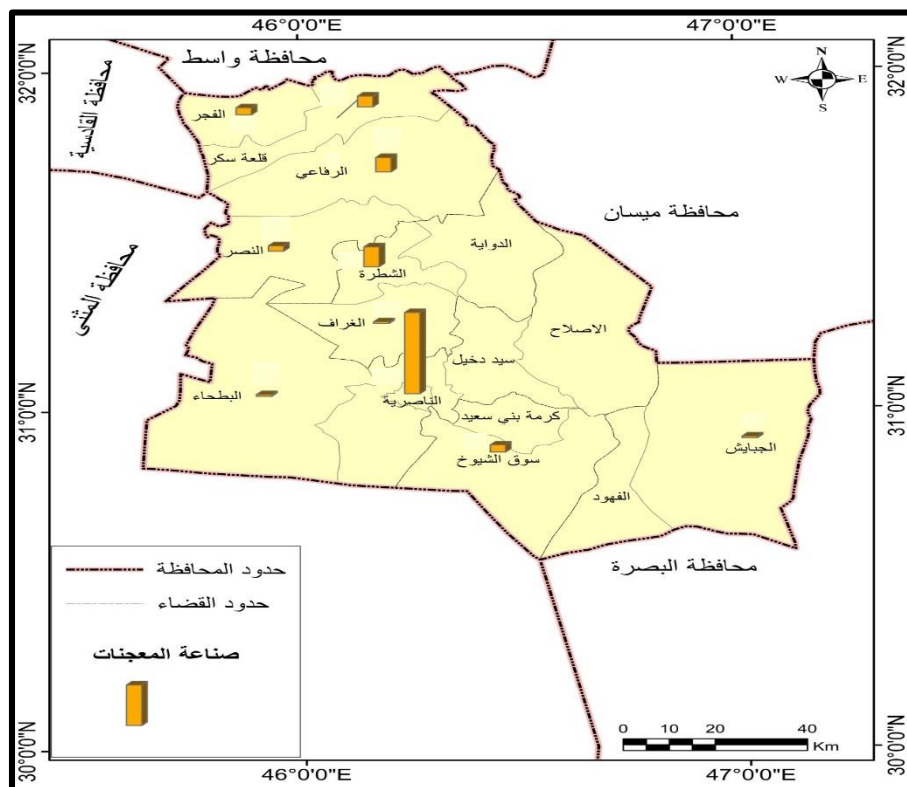 46°0'0"E
47°0'0"E
32°0'0"N
32°0'0"N
محافظة واسط
N
W
E
S
محافظة القادسية
الفجر
قلعة سكر
الرفاعي
محافظة ميسان
النصر
الدواية
الشطرة
محافظة المثنى
الغراف
الاصلاح
سيد دخيل
البطحاء
الناصرية
31°0'0"N
31°0'0"N
كرمة بني سعيد
الجبايش
سوق الشيوخ
الفهود
محافظة البصرة
حدود المحافظة
حدود القضاء
صناعة المعجنات
0 10 20 40
Km
30°0'0"N
30°0'0"N
46°0'0"E
47°0'0"E